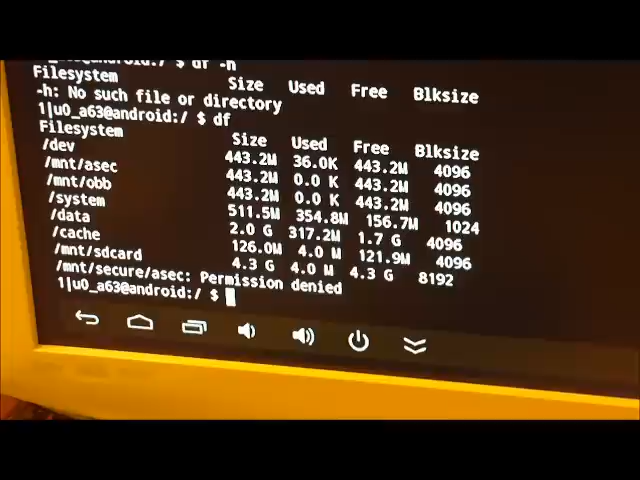 android:/ $ df -h
Filesystem Size Used Free Blksize
-h: No such file or directory
1|u0_a63@android:/ $ df
Filesystem Size Used Free Blksize
/dev 443.2M 36.0K 443.2M 4096
/mnt/asec 443.2M 0.0 K 443.2M 4096
/mnt/obb 443.2M 0.0 K 443.2M 4096
/system 511.5M 354.8M 156.7M 1024
/data 2.0 G 317.2M 1.7 G 4096
/cache 126.0M 4.0 M 121.9M 4096
/mnt/sdcard 4.3 G 4.0 M 4.3 G 8192
/mnt/secure/asec: Permission denied
1|u0_a63@android:/ $